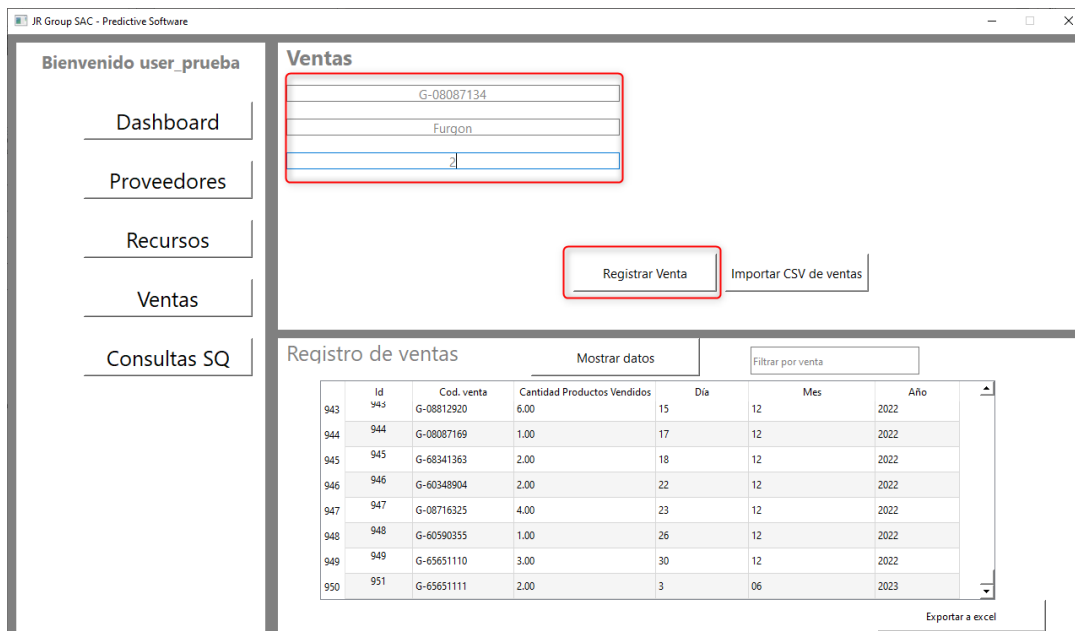 JR Group SAC - Predictive Software
Bienvenido user_prueba
Dashboard
Proveedores
Recursos
Ventas
Consultas SQ
Ventas
G-08087134
Furgon
2
Registrar Venta
Importar CSV de ventas
Registro de ventas
Mostrar datos
Filtrar por venta
Id Cod. venta Cantidad Productos Vendidos Día Mes Año
943 943 G-08812920 6.00 15 12 2022
944 944 G-08087169 1.00 17 12 2022
945 945 G-68341363 2.00 18 12 2022
946 946 G-60348904 2.00 22 12 2022
947 947 G-08716325 4.00 23 12 2022
948 948 G-60590355 1.00 26 12 2022
949 949 G-65651110 3.00 30 12 2022
950 951 G-65651111 2.00 3 06 2023
Exportar a excel